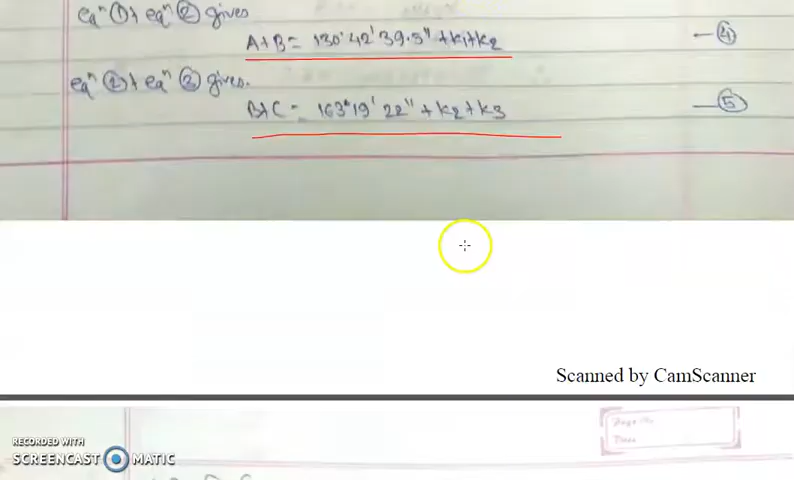 eqⁿ ① + eqⁿ ② gives
A+B = 130°42'39.5" + k1+k2 — ④
eqⁿ ② + eqⁿ ③ gives.
B+C = 163°19'22" + k2+k3 — ⑤
Scanned by CamScanner
RECORDED WITH
SCREENCAST MATIC